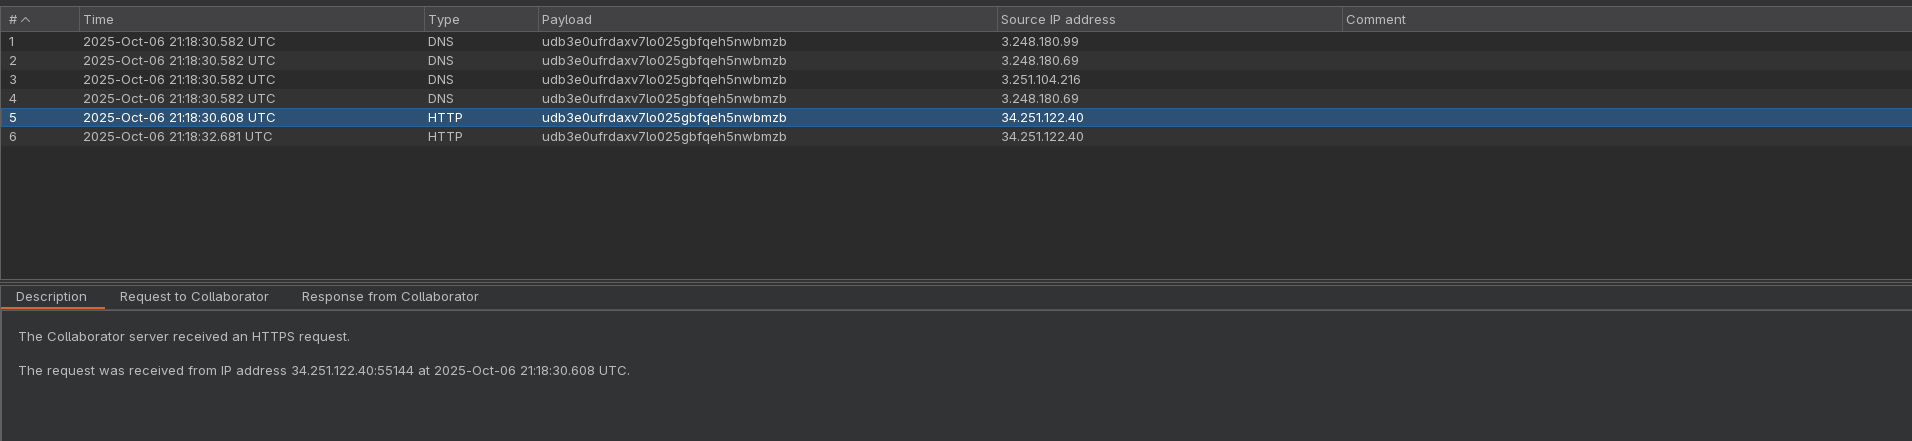 # Time Type Payload Source IP address Comment
1 2025-Oct-06 21:18:30.582 UTC DNS udb3e0ufrdaxv7lo025gbfqeh5nwbmzb 3.248.180.99
2 2025-Oct-06 21:18:30.582 UTC DNS udb3e0ufrdaxv7lo025gbfqeh5nwbmzb 3.248.180.69
3 2025-Oct-06 21:18:30.582 UTC DNS udb3e0ufrdaxv7lo025gbfqeh5nwbmzb 3.251.104.216
4 2025-Oct-06 21:18:30.582 UTC DNS udb3e0ufrdaxv7lo025gbfqeh5nwbmzb 3.248.180.69
5 2025-Oct-06 21:18:30.608 UTC HTTP udb3e0ufrdaxv7lo025gbfqeh5nwbmzb 34.251.122.40
6 2025-Oct-06 21:18:32.681 UTC HTTP udb3e0ufrdaxv7lo025gbfqeh5nwbmzb 34.251.122.40
Description Request to Collaborator Response from Collaborator
The Collaborator server received an HTTPS request.
The request was received from IP address 34.251.122.40:55144 at 2025-Oct-06 21:18:30.608 UTC.